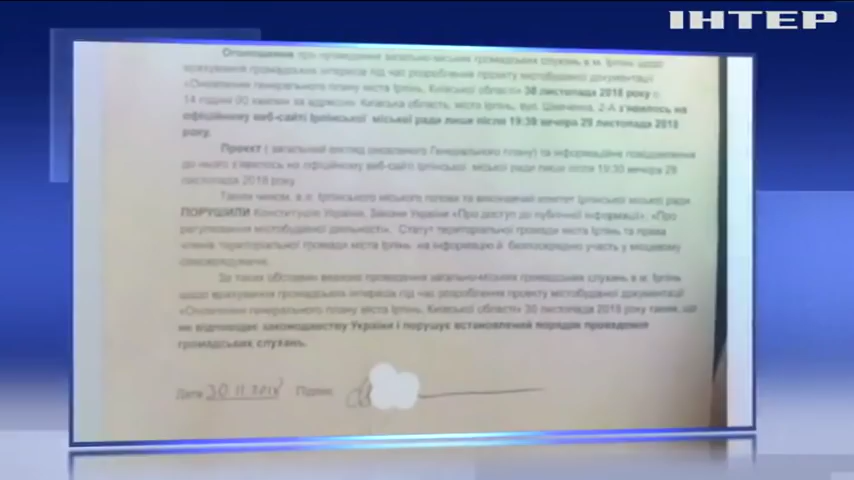 ІНТЕР
Оголошення про проведення загально-міських громадських слухань в м. Ірпінь щодо
врахування громадських інтересів під час розроблення проекту містобудівної документації
«Оновлення генерального плану міста Ірпінь, Київської області» 30 листопада 2018 року о
14 годині 00 хвилин за адресою: Київська область, місто Ірпінь, вул. Шевченка, 2-А з'явилось на
офіційному веб-сайті Ірпінської міської ради лише після 19:30 вечора 29 листопада 2018
року.
Проект ( загальний вигляд оновленого Генерального плану) та інформаційне повідомлення
до нього з'явилось на офіційному веб-сайті Ірпінської міської ради лише після 19:30 вечора 29
листопада 2018 року.
Таким чином, в.о. Ірпінського міського голови та виконавчий комітет Ірпінської міської ради
ПОРУШИЛИ Конституцію України, Закони України «Про доступ до публічної інформації», «Про
регулювання містобудівної діяльності», Статут територіальної громади міста Ірпінь та права
членів територіальної громади міста Ірпінь на інформацію й безпосередню участь у місцевому
самоврядуванні.
За таких обставин вважаю проведення загально-міських громадських слухань в м. Ірпінь
щодо врахування громадських інтересів під час розроблення проекту містобудівної документації
«Оновлення генерального плану міста Ірпінь, Київської області» 30 листопада 2018 року таким, що
не відповідає законодавству України і порушує встановлений порядок проведення
громадських слухань.
Дата 30 11 2018 Підпис